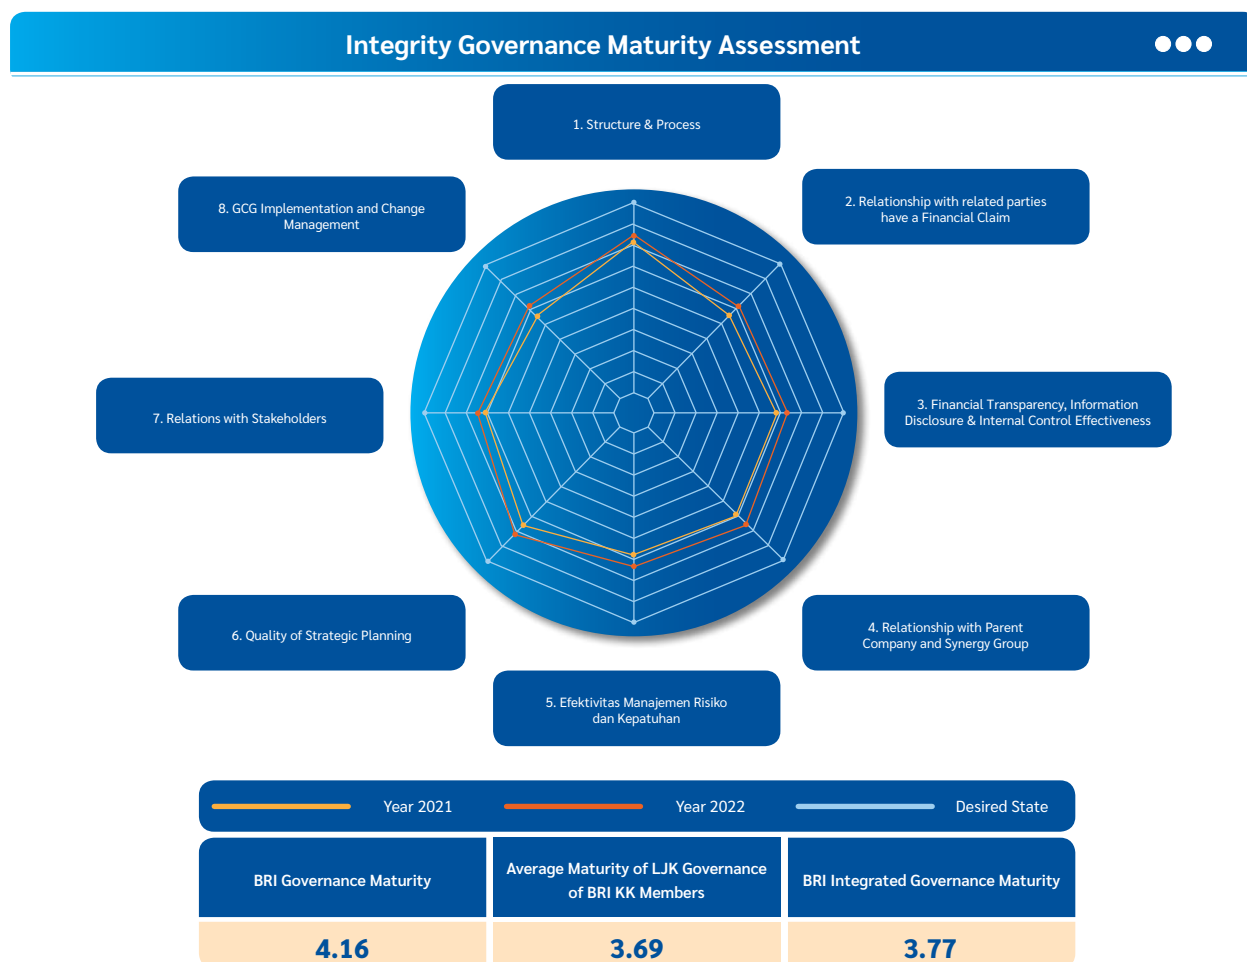 Integrity Governance Maturity Assessment
1. Structure & Process
2. Relationship with related parties
have a Financial Claim
8. GCG Implementation and Change
Management
3. Financial Transparency, Information
Disclosure & Internal Control Effectiveness
7. Relations with Stakeholders
4. Relationship with Parent
Company and Synergy Group
6. Quality of Strategic Planning
5. Efektivitas Manajemen Risiko
dan Kepatuhan
Year 2021
Year 2022
Desired State
BRI Governance Maturity
Average Maturity of LJK Governance
of BRI KK Members
BRI Integrated Governance Maturity
4.16
3.69
3.77